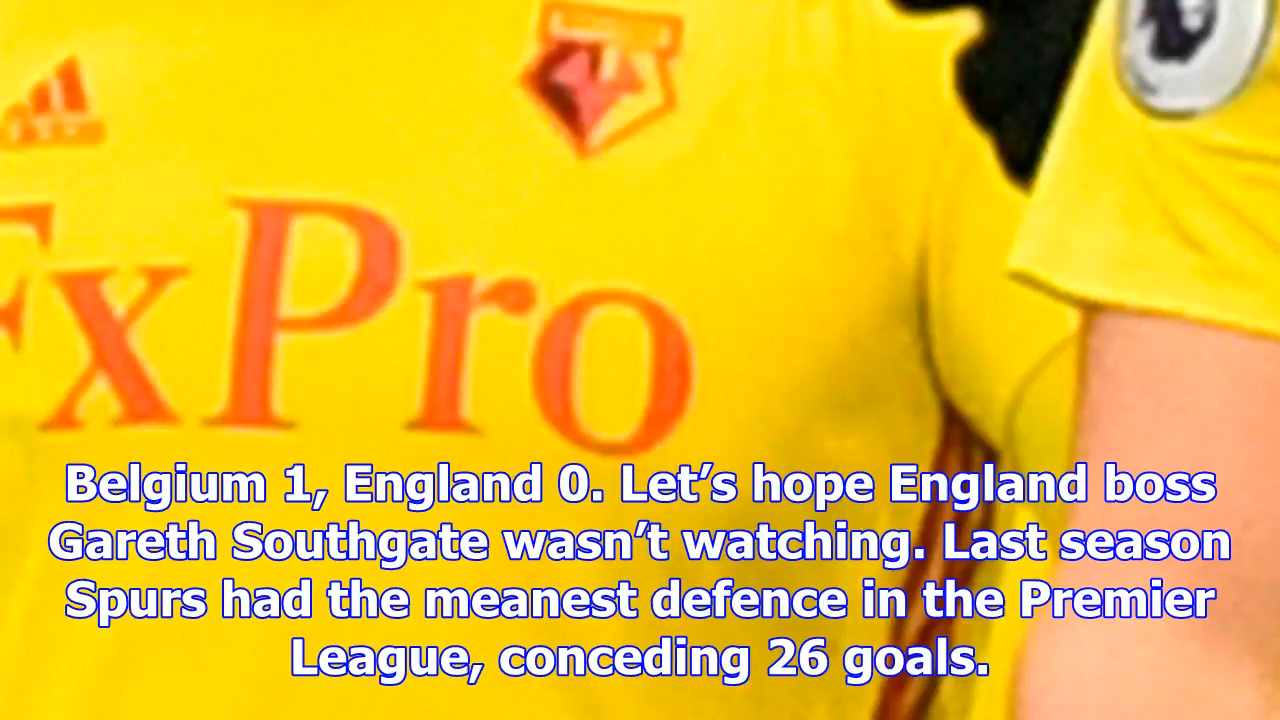 FxPro
Belgium 1, England 0. Let’s hope England boss
Gareth Southgate wasn’t watching. Last season
Spurs had the meanest defence in the Premier
League, conceding 26 goals.